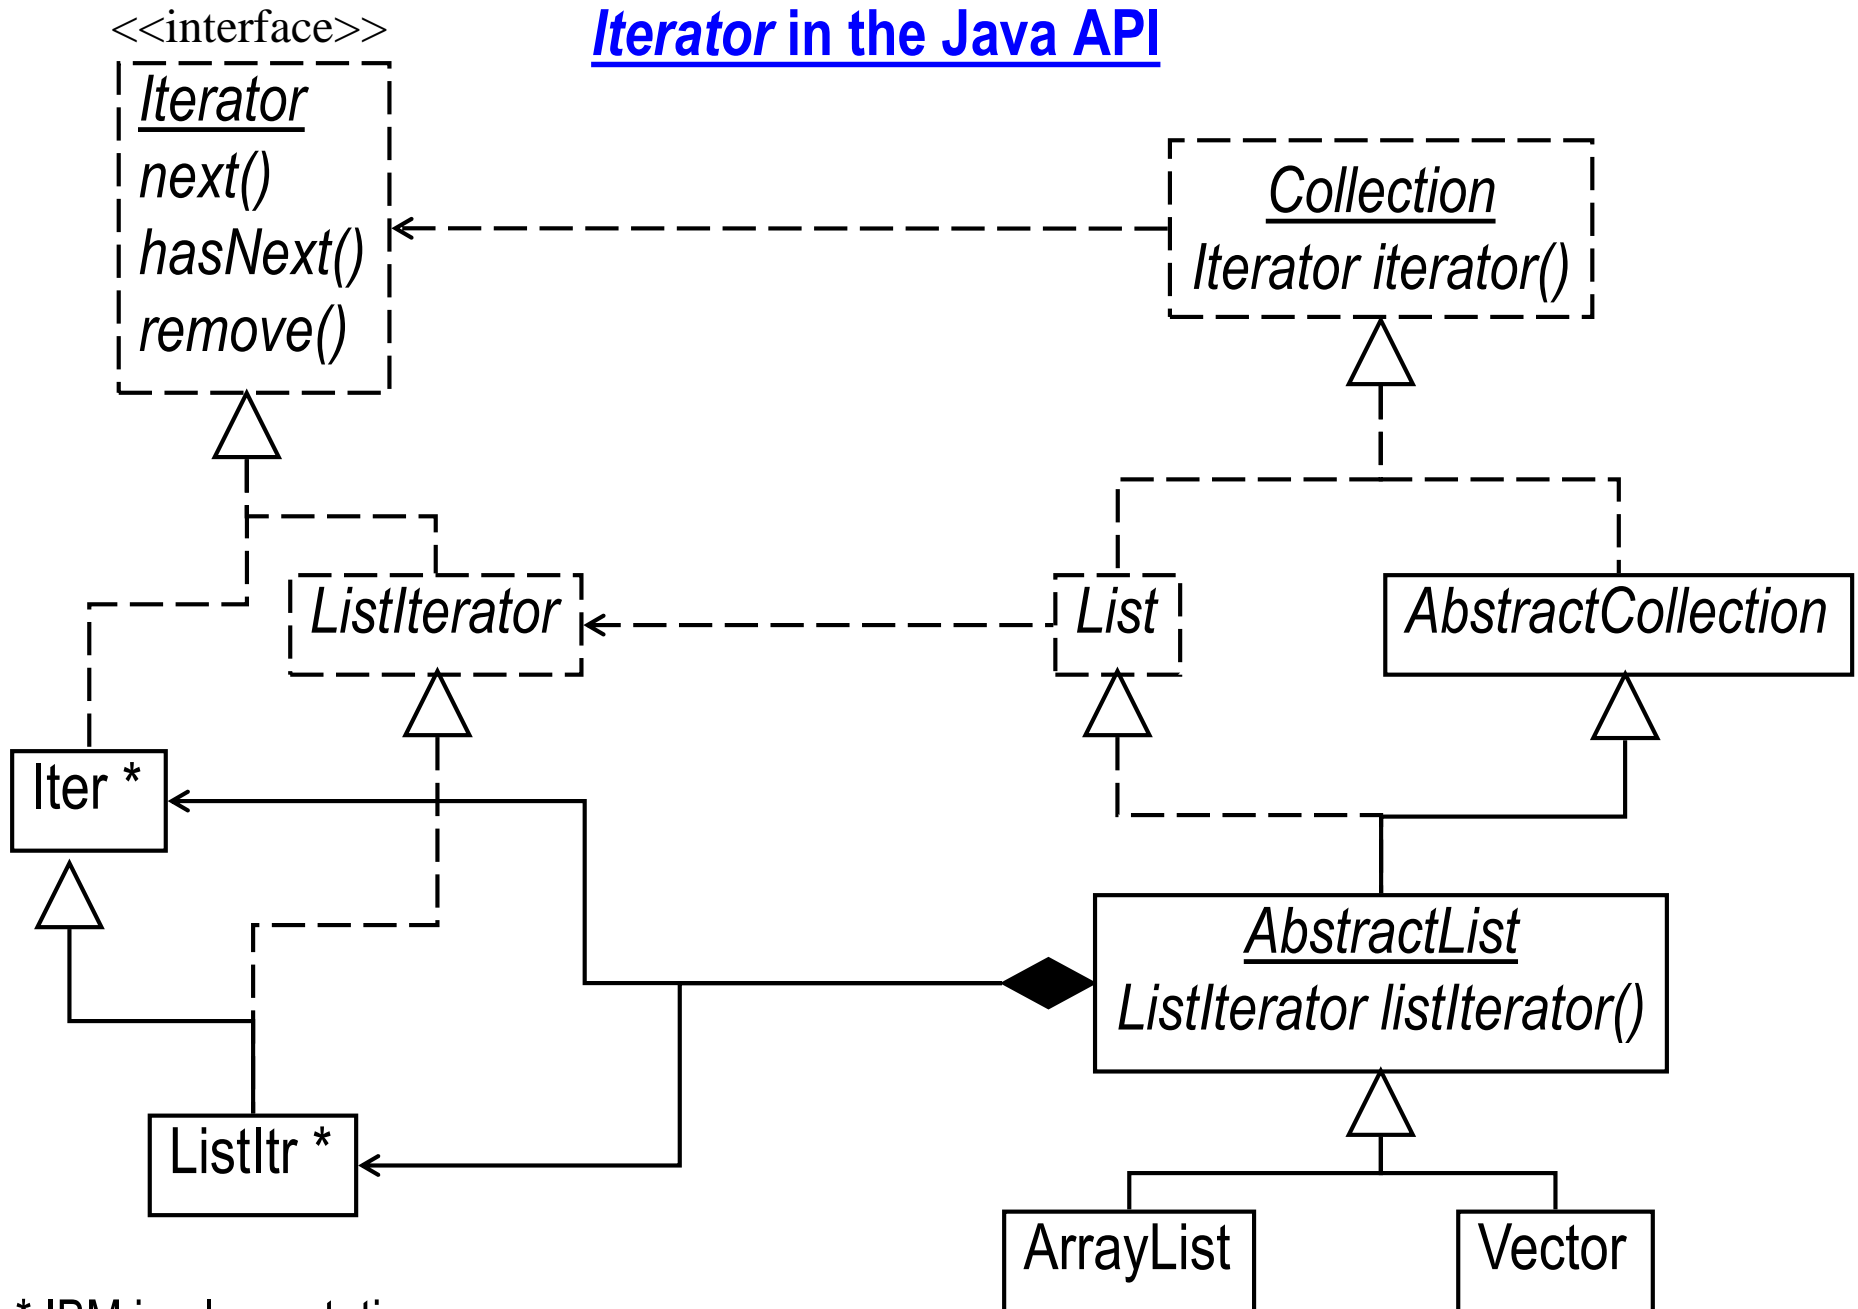 <<interface>>
Iterator in the Java API
Iterator
next()
hasNext()
remove()
Collection
Iterator iterator()
ListIterator
List
AbstractCollection
Iter *
AbstractList
ListIterator listIterator()
ListItr *
ArrayList
Vector
* IBM